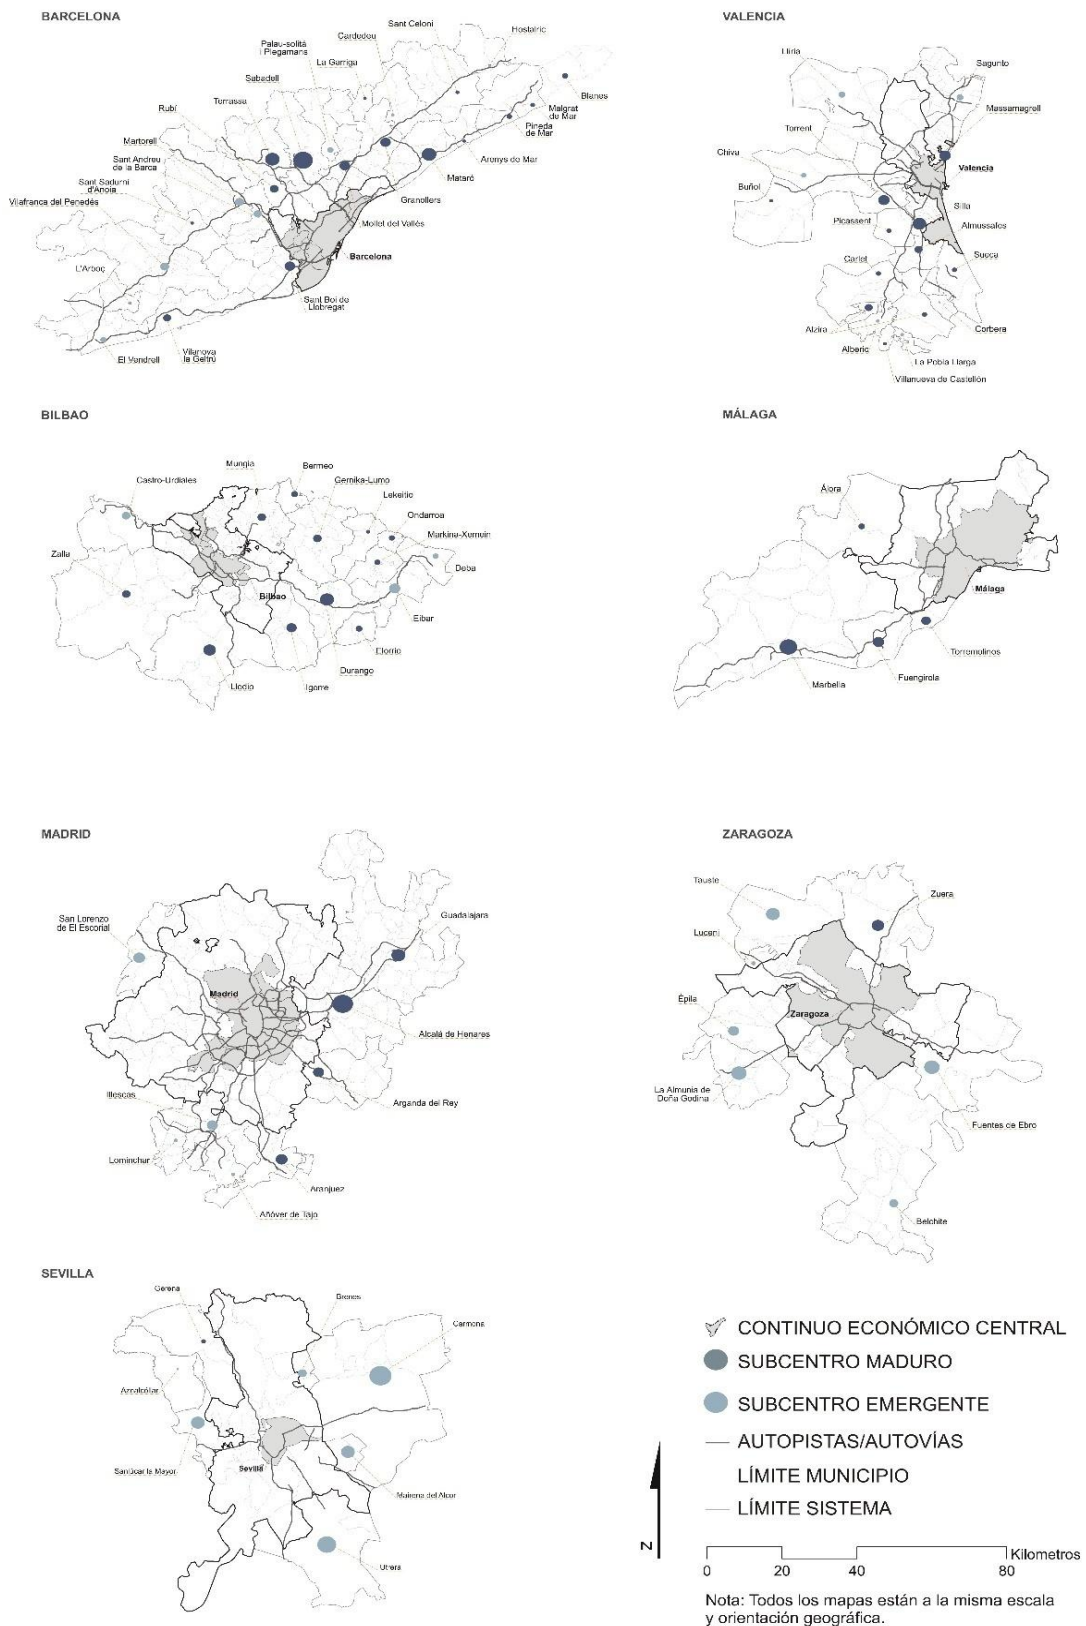 BARCELONA
Sant Celoni
Hostalric
Cardedeu
Palau-solità
i Plegamans
La Garriga
Sabadell
Terrassa
Blanes
Rubí
Malgrat
de Mar
Martorell
Pineda
de Mar
Sant Andreu
de la Barca
Arenys de Mar
Sant Sadurní
d'Anoia
Mataró
Vilafranca del Penedés
Granollers
Mollet del Vallés
Barcelona
L'Arboç
Sant Boi de
Llobregat
El Vendrell
Vilanova
la Geltrú
VALENCIA
Llíria
Sagunto
Massamagrell
Torrent
Chiva
Valencia
Buñol
Silla
Picassent
Almussafes
Carlet
Sueca
Alzira
Corbera
Alberic
La Pobla Llarga
Villanueva de Castellón
BILBAO
Mungia
Bermeo
Castro-Urdiales
Gernika-Lumo
Lekeitio
Ondarroa
Markina-Xemein
Zalla
Deba
Bilbao
Eibar
Elorrio
Durango
Llodio
Igorre
MÁLAGA
Álora
Málaga
Torremolinos
Fuengirola
Marbella
MADRID
San Lorenzo
de El Escorial
Guadalajara
Madrid
Alcalá de Henares
Illescas
Arganda del Rey
Lominchar
Aranjuez
Añover de Tajo
ZARAGOZA
Tauste
Zuera
Luceni
Épila
Zaragoza
La Almunia de
Doña Godina
Fuentes de Ebro
Belchite
SEVILLA
Gerena
Brenes
Carmona
Aznalcóllar
Sanlúcar la Mayor
Sevilla
Mairena del Alcor
Utrera
CONTINUO ECONÓMICO CENTRAL
SUBCENTRO MADURO
SUBCENTRO EMERGENTE
AUTOPISTAS/AUTOVÍAS
LÍMITE MUNICIPIO
LÍMITE SISTEMA
N
Kilometros
0 20 40 80
Nota: Todos los mapas están a la misma escala
y orientación geográfica.